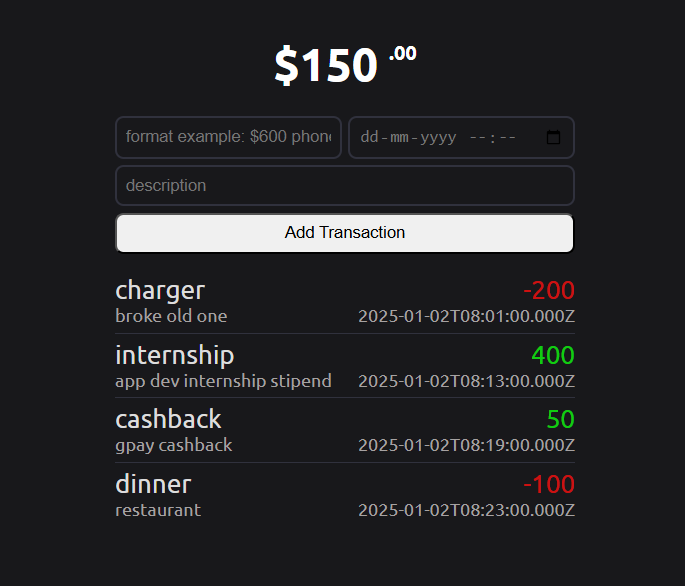 $150 .00
format example: $600 phon
dd-mm-yyyy --:--
description
Add Transaction
charger -200
broke old one 2025-01-02T08:01:00.000Z
internship 400
app dev internship stipend 2025-01-02T08:13:00.000Z
cashback 50
gpay cashback 2025-01-02T08:19:00.000Z
dinner -100
restaurant 2025-01-02T08:23:00.000Z